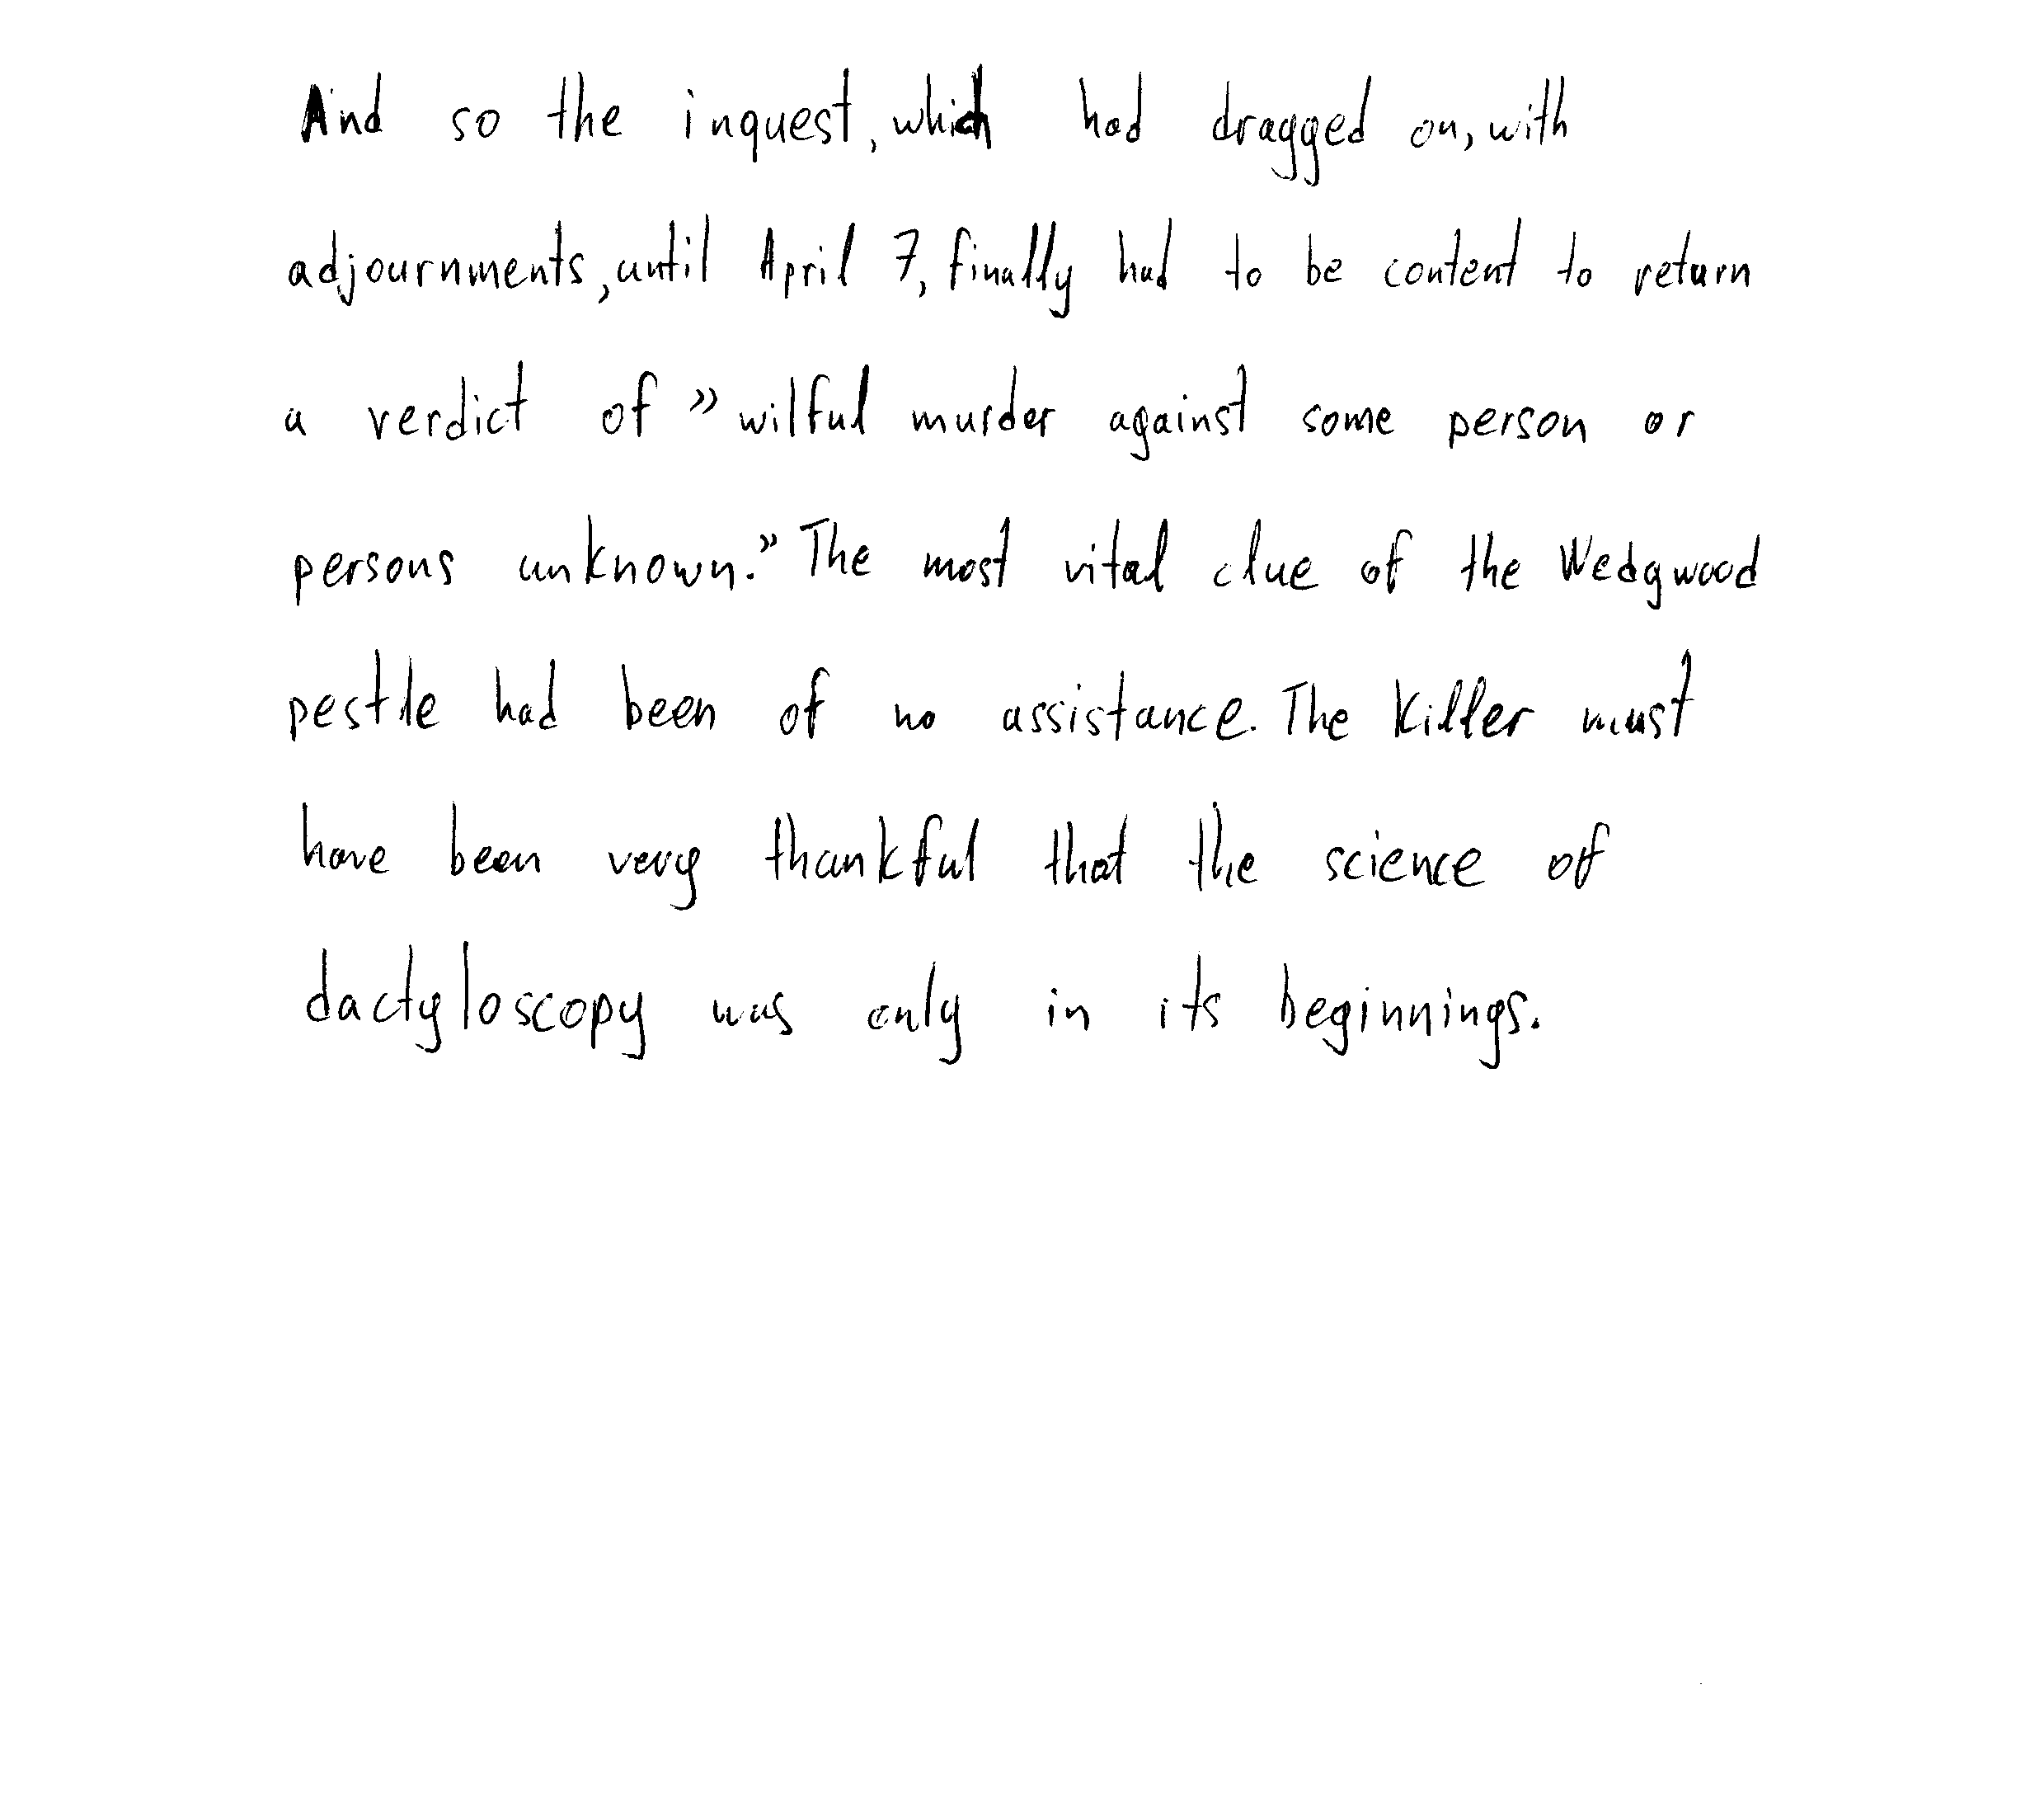 And so the inquest, which had dragged on, with
adjournments, until April 7, finally had to be content to return
a verdict of "wilful murder against some person or
persons unknown." The most vital clue of the Wedgwood
pestle had been of no assistance. The killer must
have been very thankful that the science of
dactyloscopy was only in its beginnings.